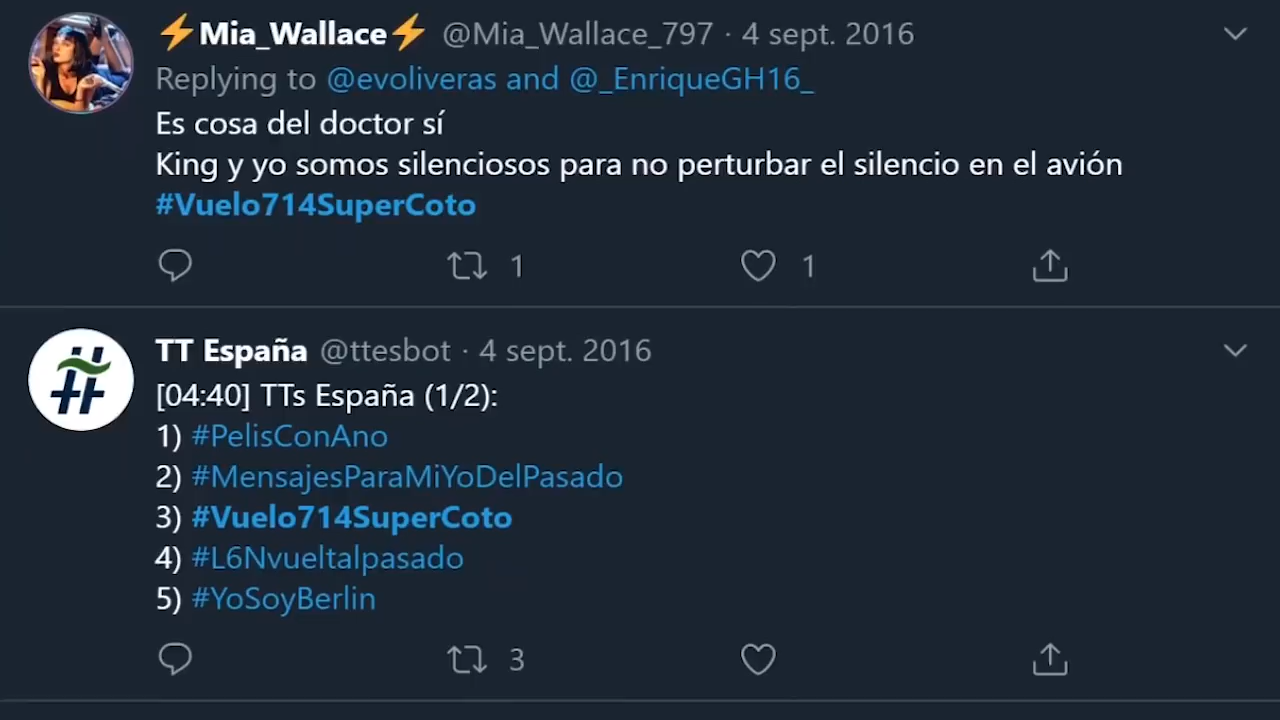 ⚡Mia_Wallace⚡ @Mia_Wallace_797 · 4 sept. 2016
Replying to @evoliveras and @_EnriqueGH16_
Es cosa del doctor sí
King y yo somos silenciosos para no perturbar el silencio en el avión
#Vuelo714SuperCoto
1 1
TT España @ttesbot · 4 sept. 2016
[04:40] TTs España (1/2):
1) #PelisConAno
2) #MensajesParaMiYoDelPasado
3) #Vuelo714SuperCoto
4) #L6Nvueltalpasado
5) #YoSoyBerlin
3